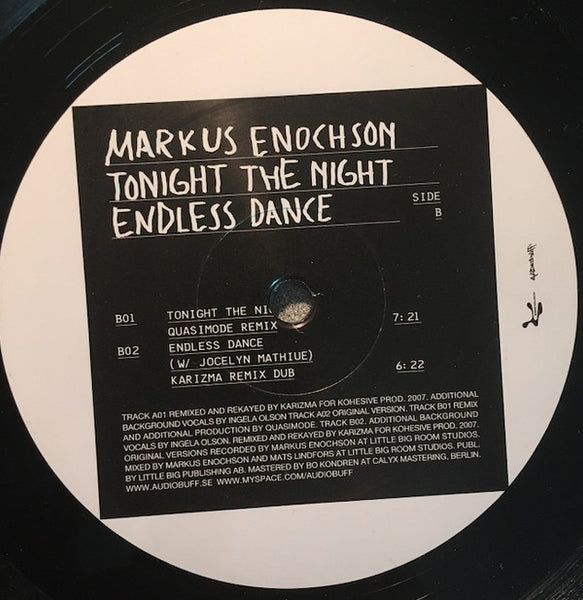 MARKUS ENOCHSON
TONIGHT THE NIGHT
ENDLESS DANCE
SIDE
B
B01 TONIGHT THE 7:21
QUASIMODE REMIX
B02 ENDLESS DANCE
(W/ JOCELYN MATHIUE) 6:22
KARIZMA REMIX DUB
TRACK A01 REMIXED AND REKAYED BY KARIZMA FOR KOHESIVE PROD. 2007. ADDITIONAL
BACKGROUND VOCALS BY INGELA OLSON TRACK A02 ORIGINAL VERSION. TRACK B01 REMIX
AND ADDITIONAL PRODUCTION BY QUASIMODE. TRACK B02. ADDITIONAL BACKGROUND
VOCALS BY INGELA OLSON. REMIXED AND REKAYED BY KARIZMA FOR KOHESIVE PROD. 2007.
ORIGINAL VERSIONS RECORDED BY MARKUS ENOCHSON AT LITTLE BIG ROOM STUDIOS.
MIXED BY MARKUS ENOCHSON AND MATS LINDFORS AT LITTLE BIG ROOM STUDIOS. PUBL.
BY LITTLE BIG PUBLISHING AB. MASTERED BY BO KONDREN AT CALYX MASTERING, BERLIN.
WWW.AUDIOBUFF.SE WWW.MYSPACE.COM/AUDIOBUFF